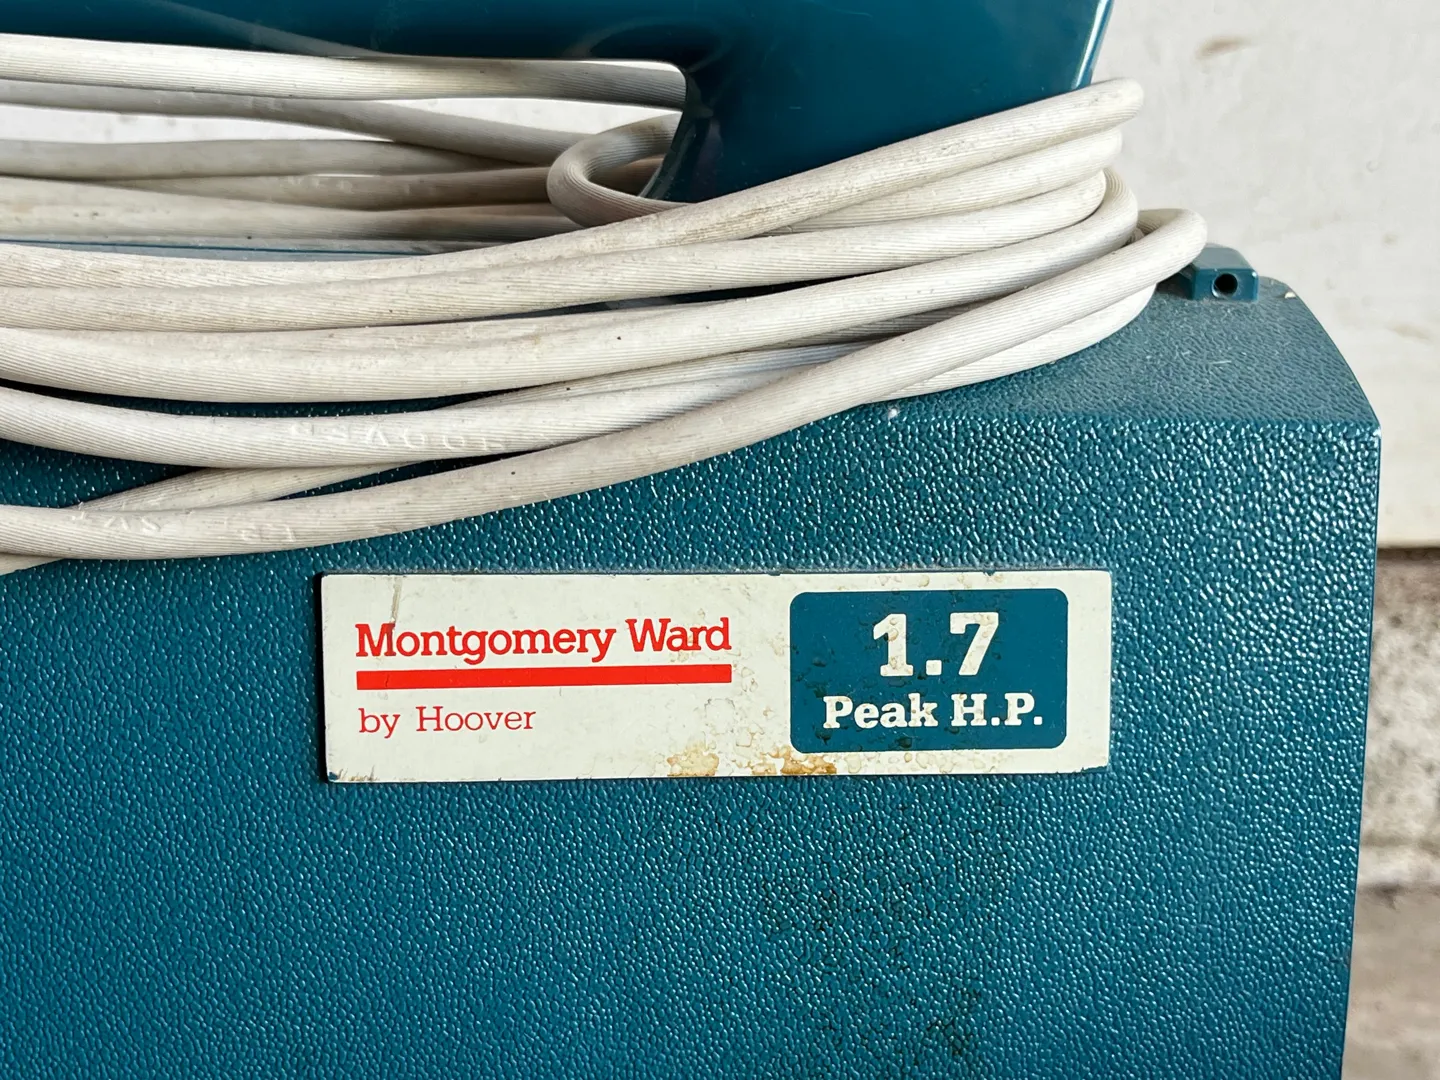 Montgomery Ward
by Hoover
1.7
Peak H.P.